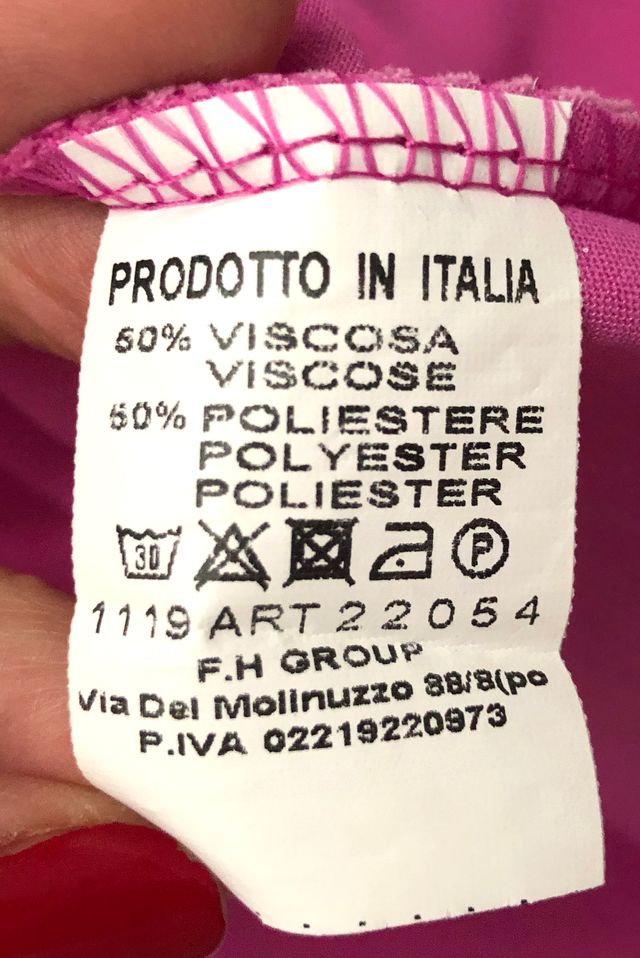 PRODOTTO IN ITALIA
50% VISCOSA
VISCOSE
50% POLIESTERE
POLYESTER
POLIESTER
30 P
1119 ART 22054
F.H GROUP
Via Del Molinuzzo 38/8(po
P.IVA 02219220973